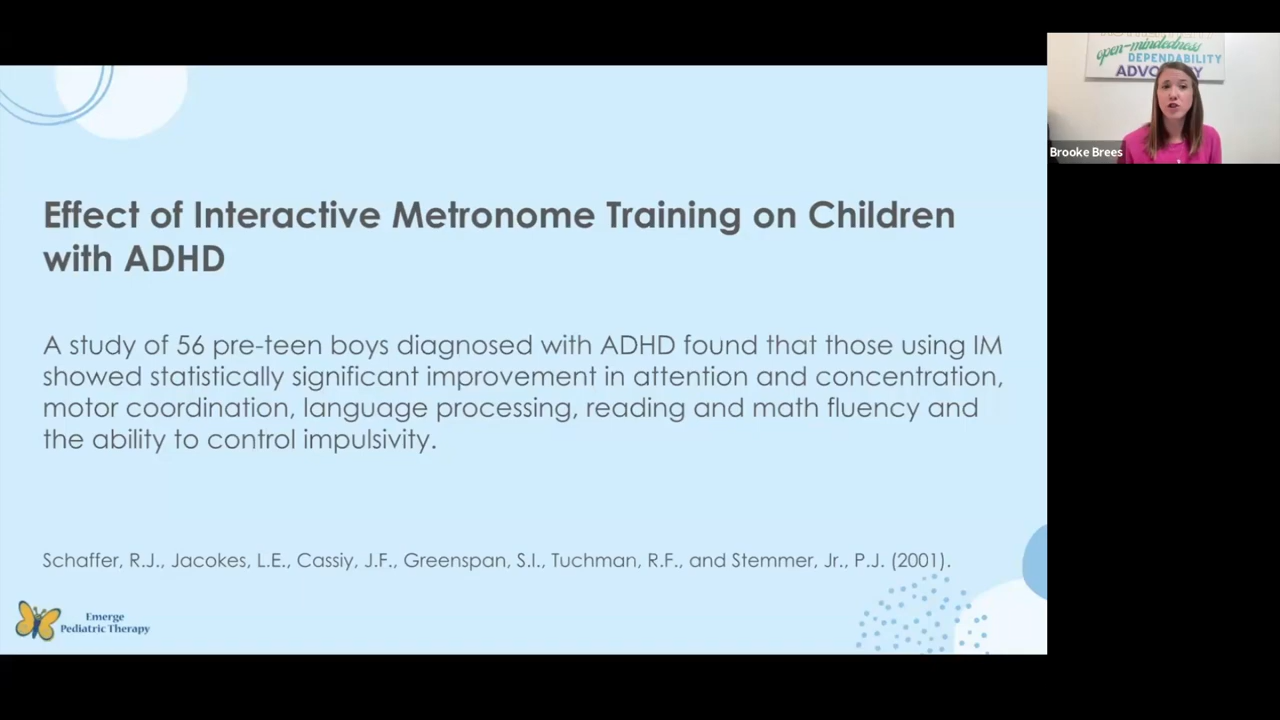 Effect of Interactive Metronome Training on Children
with ADHD
A study of 56 pre-teen boys diagnosed with ADHD found that those using IM
showed statistically significant improvement in attention and concentration,
motor coordination, language processing, reading and math fluency and
the ability to control impulsivity.
Schaffer, R.J., Jacokes, L.E., Cassiy, J.F., Greenspan, S.I., Tuchman, R.F., and Stemmer, Jr., P.J. (2001).
Emerge
Pediatric Therapy
open-mindedness
DEPENDABILITY
Brooke Brees